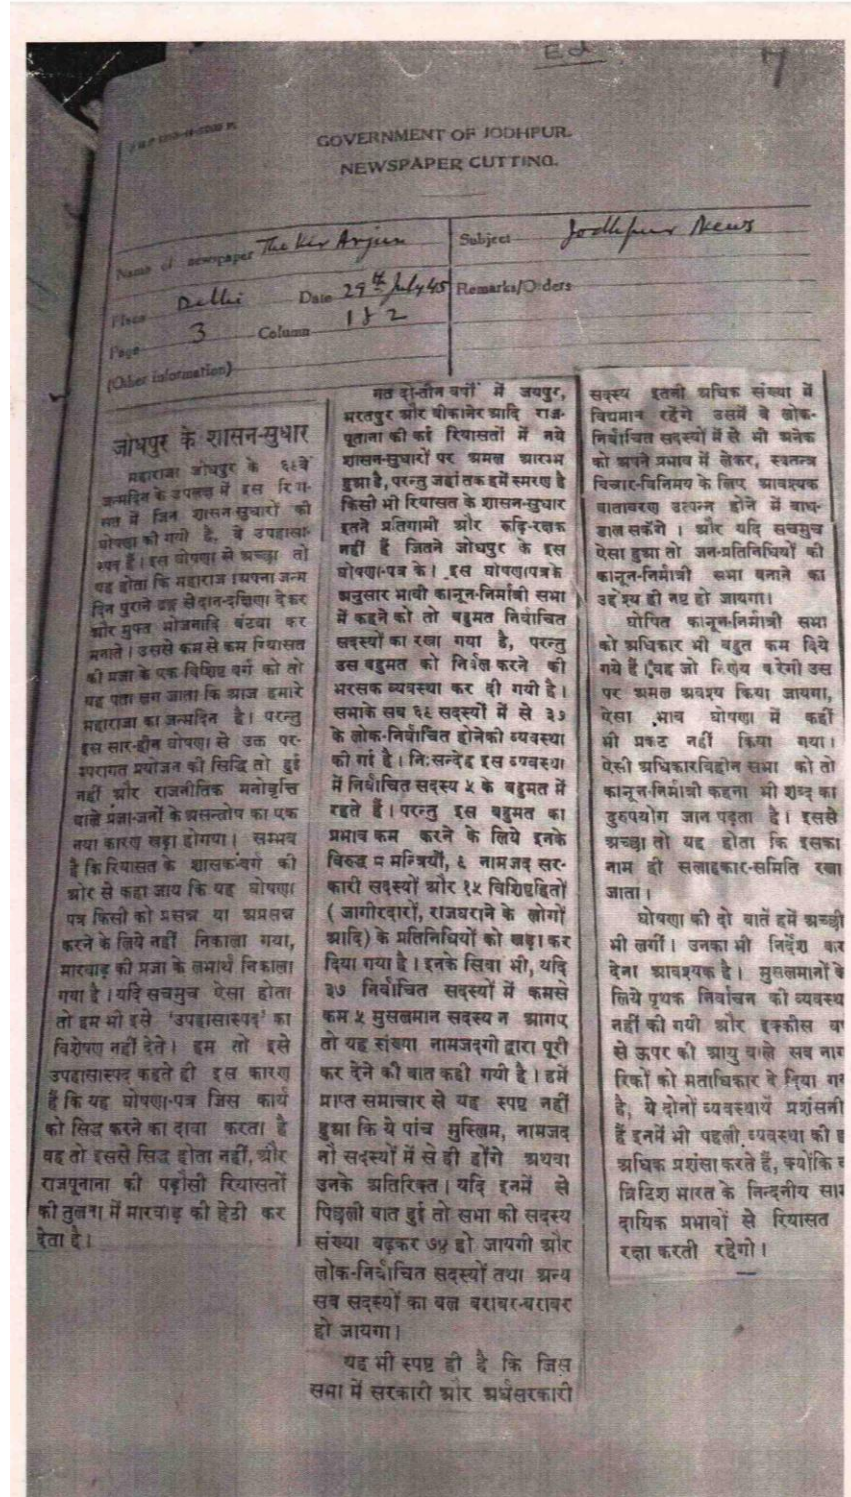 Ed
7
GOVERNMENT OF JODHPUR.
NEWSPAPER CUTTING.
Name of newspaper The Vir Arjun
Subject Jodhpur News
Place Delhi Date 29th July 45
Remarks/Orders
Page 3 Column 1 & 2
(Other information)
जोधपुर के शासन-सुधार
महाराजा जोधपुर के
जन्मदिन के उपलक्ष में इस रिया-
सत में जिन शासन-सुधारों की
घोषणा की गयी है, वे उपहासा-
स्पद हैं। इस घोषणा से अच्छा तो
यह होता कि महाराजा अपना जन्म
दिन पुराने ढङ्ग से दान-दक्षिणा देकर
और मुफ्त भोजनादि बंटवा कर
मनाते। उससे कम से कम रियासत
की प्रजा के एक विशिष्ट वर्ग को तो
यह पता लग जाता कि आज हमारे
महाराजा का जन्मदिन है। परन्तु
इस सार-हीन घोषणा से उक्त पर-
म्परागत प्रयोजन की सिद्धि तो हुई
नहीं और राजनीतिक मनोवृत्ति
वाले प्रजा-जनों के असन्तोष का एक
नया कारण खड़ा होगया। सम्भव
है कि रियासत के शासक-वर्ग की
ओर से कहा जाय कि यह घोषणा
पत्र किसी को प्रसन्न या अप्रसन्न
करने के लिये नहीं निकाला गया,
मारवाड़ की प्रजा के लभार्थ निकाला
गया है। यदि सचमुच ऐसा होता
तो हम भी इसे 'उपहासास्पद' का
विशेषण नहीं देते। हम तो इसे
उपहासास्पद कहते ही इस कारण
हैं कि यह घोषणा-पत्र जिस कार्य
को सिद्ध करने का दावा करता है
वह तो इससे सिद्ध होता नहीं, और
राजपूताना की पड़ौसी रियासतों
की तुलना में मारवाड़ की हेठी कर
देता है।
गत दो-तीन वर्षों में जयपुर,
भरतपुर और बीकानेर आदि राज-
पूताना की कई रियासतों में नये
शासन-सुधारों पर अमल आरम्भ
हुआ है, परन्तु जहां तक हमें स्मरण है
किसी भी रियासत के शासन-सुधार
इतने प्रतिगामी और रूढ़ि-रक्षक
नहीं हैं जितने जोधपुर के इस
घोषणा-पत्र के। इस घोषणापत्रके
अनुसार भावी कानून-निर्मात्री सभा
में कहने को तो बहुमत निर्वाचित
सदस्यों का रखा गया है, परन्तु
उस बहुमत को निर्बल करने की
भरसक व्यवस्था कर दी गयी है।
सभाके सब ६९ सदस्यों में से ३७
के लोक-निर्वाचित होनेकी व्यवस्था
की गई है। निःसन्देह इस व्यवस्था
में निर्वाचित सदस्य ५ के बहुमत में
रहते हैं। परन्तु इस बहुमत का
प्रभाव कम करने के लिये इनके
विरुद्ध ८ मन्त्रियों, ९ नामजद सर-
कारी सदस्यों और १५ विशिष्टहितों
( जागीरदारों, राजघराने के लोगों
आदि) के प्रतिनिधियों को खड़ा कर
दिया गया है। इनके सिवा भी, यदि
३७ निर्वाचित सदस्यों में कमसे
कम ५ मुसलमान सदस्य न आगए
तो यह संख्या नामजदगी द्वारा पूरी
कर देने की बात कही गयी है। हमें
प्राप्त समाचार से यह स्पष्ट नहीं
हुआ कि ये पांच मुस्लिम, नामजद
नो सदस्यों में से ही होंगे अथवा
उनके अतिरिक्त। यदि इनमें से
पिछली बात हुई तो सभा की सदस्य
संख्या बढ़कर ७४ हो जायगी और
लोक-निर्वाचित सदस्यों तथा अन्य
सब सदस्यों का बल बराबर-बराबर
हो जायगा।
यह भी स्पष्ट ही है कि जिस
सभा में सरकारी और अर्धसरकारी
सदस्य इतनी अधिक संख्या में
विद्यमान रहेंगे उसमें वे लोक-
निर्वाचित सदस्यों में से भी अनेक
को अपने प्रभाव में लेकर, स्वतन्त्र
विचार-विनिमय के लिए आवश्यक
वातावरण उत्पन्न होने में बाधा
डाल सकेंगे। और यदि सचमुच
ऐसा हुआ तो जन-प्रतिनिधियों की
कानून-निर्मात्री सभा बनाने का
उद्देश्य ही नष्ट हो जायगा।
घोषित कानून-निर्मात्री सभा
को अधिकार भी बहुत कम दिये
गये हैं। वह जो निर्णय करेगी उस
पर अमल अवश्य किया जायगा,
ऐसा भाव घोषणा में कहीं
भी प्रकट नहीं किया गया।
ऐसी अधिकारविहीन सभा को तो
कानून-निर्मात्री कहना भी शब्द का
दुरुपयोग जान पड़ता है। इससे
अच्छा तो यह होता कि इसका
नाम ही सलाहकार-समिति रखा
जाता।
घोषणा की दो बातें हमें अच्छी
भी लगीं। उनका भी निर्देश कर
देना आवश्यक है। मुसलमानों के
लिये पृथक निर्वाचन की व्यवस्थ
नहीं की गयी और इक्कीस व
से ऊपर की आयु वाले सब नाग
रिकों को मताधिकार दे दिया गय
है, ये दोनों व्यवस्थायें प्रशंसनी
हैं इनमें भी पहली व्यवस्था की ह
अधिक प्रशंसा करते हैं, क्योंकि व
ब्रिटिश भारत के निन्दनीय साम
दायिक प्रभावों से रियासत
रक्षा करती रहेगी।